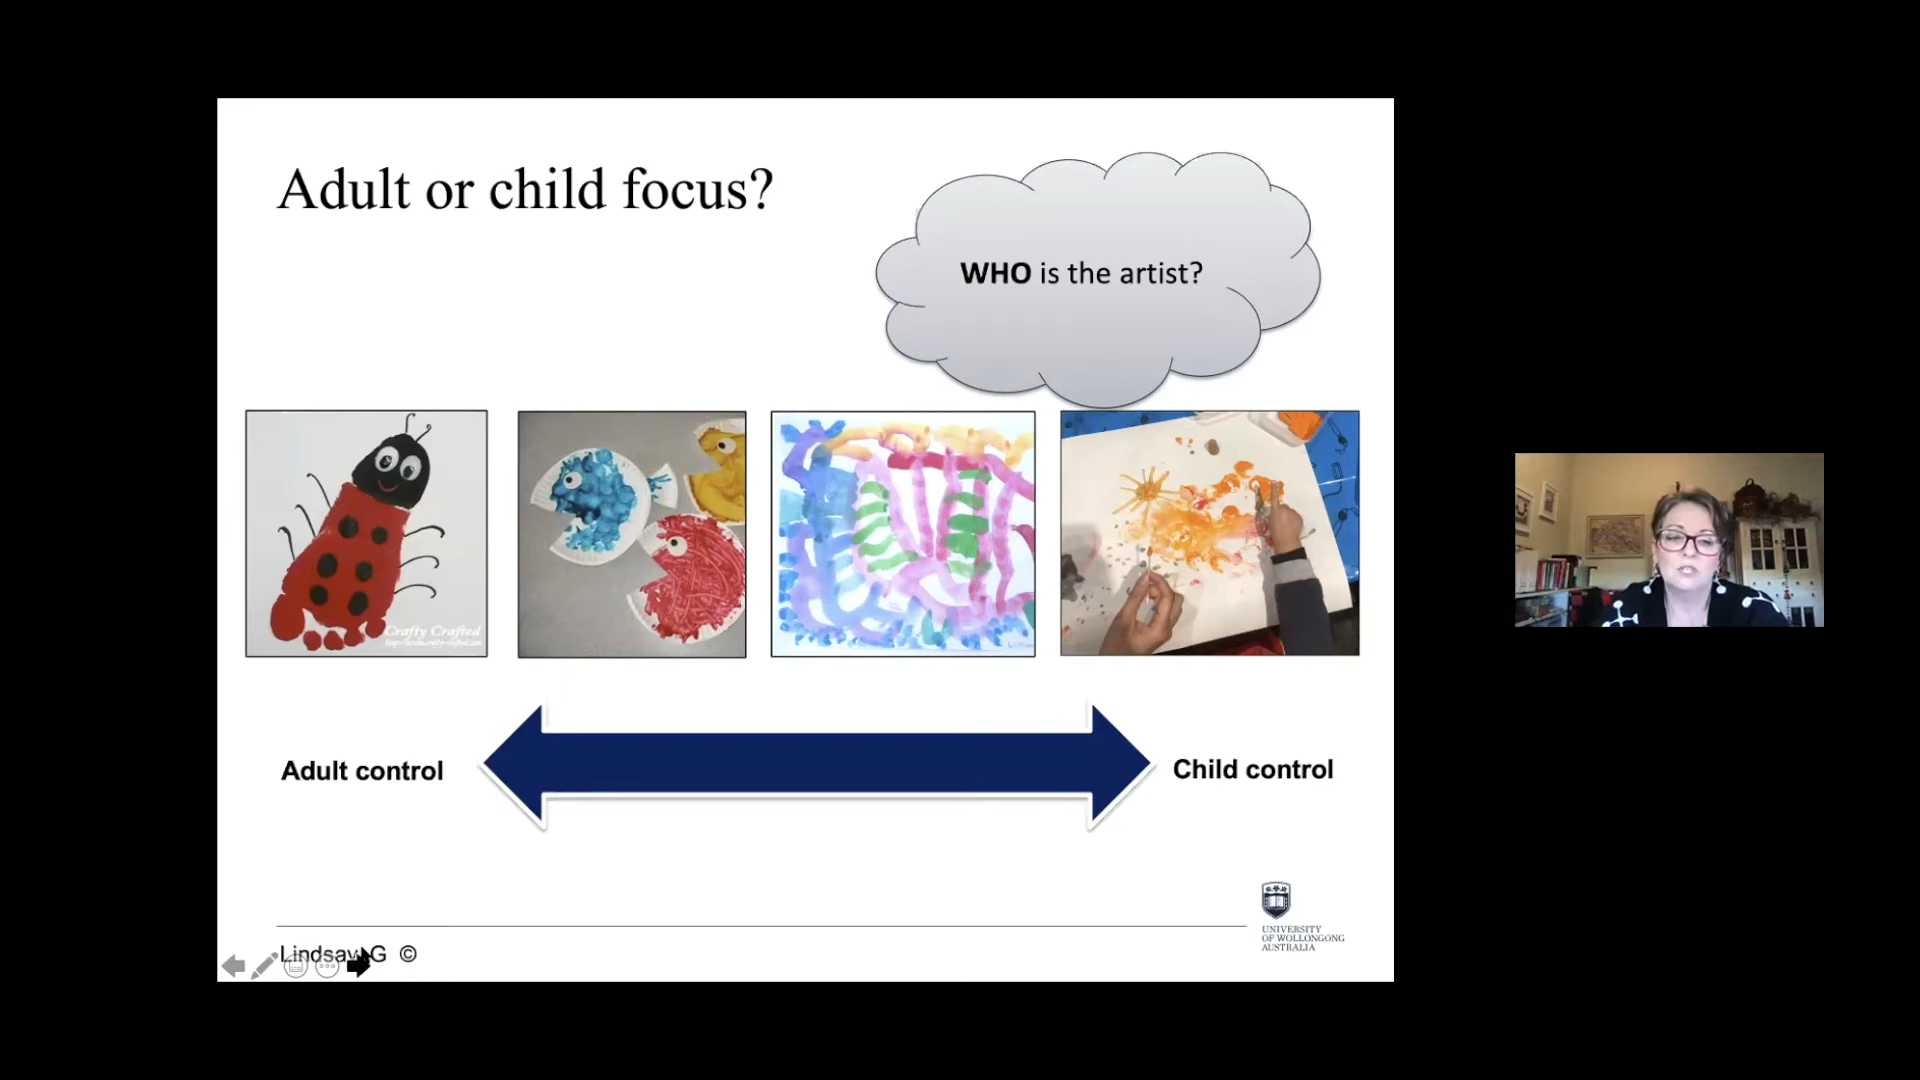 Adult or child focus?
WHO is the artist?
Crafty Crafted
Adult control
Child control
UNIVERSITY
OF WOLLONGONG
AUSTRALIA
Lindsay G ©